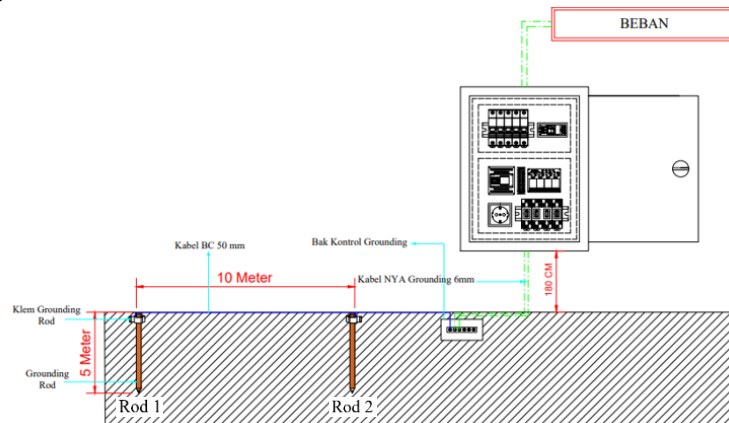 BEBAN
Kabel BC 50 mm
Bak Kontrol Grounding
10 Meter
Kabel NYA Grounding 6mm
180 CM
Klem Grounding
Rod
5 Meter
Grounding
Rod
Rod 1
Rod 2